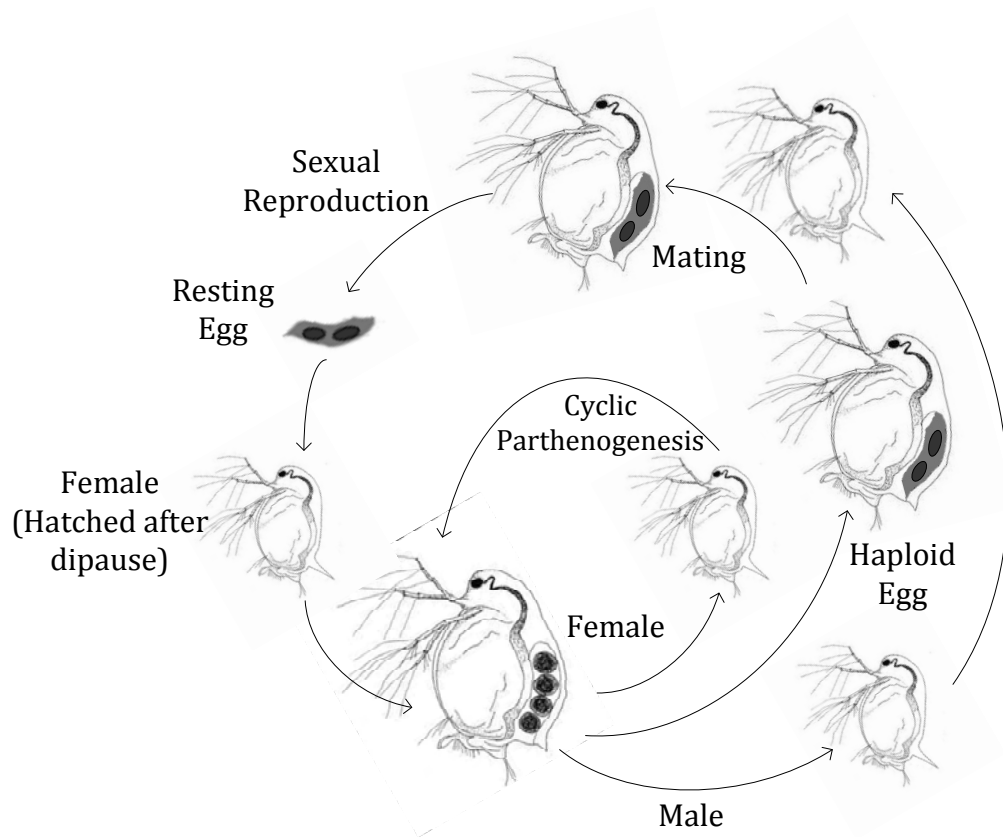 Sexual
Reproduction
Mating
Resting
Egg
Cyclic
Parthenogenesis
Female
(Hatched after
dipause)
Haploid
Egg
Female
Male